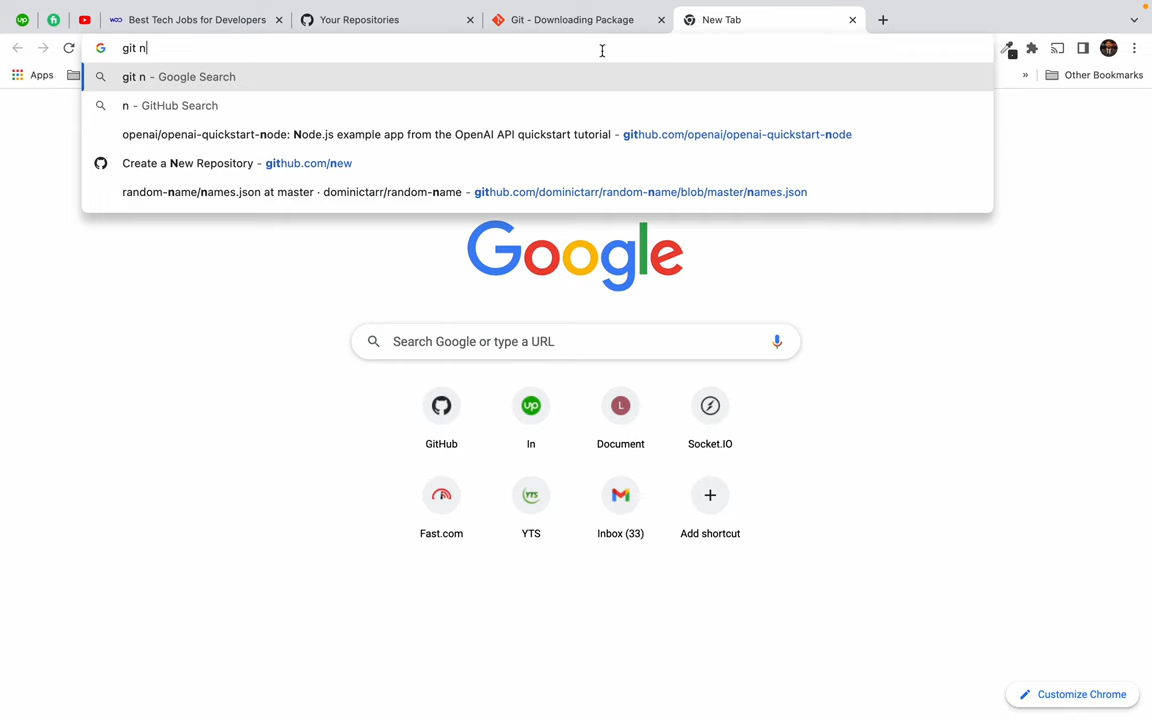 Best Tech Jobs for Developers
Your Repositories
Git - Downloading Package
New Tab
git n
Apps
»
Other Bookmarks
git n - Google Search
n - GitHub Search
openai/openai-quickstart-node: Node.js example app from the OpenAI API quickstart tutorial - github.com/openai/openai-quickstart-node
Create a New Repository - github.com/new
random-name/names.json at master · dominictarr/random-name - github.com/dominictarr/random-name/blob/master/names.json
Google
Search Google or type a URL
GitHub
In
Document
Socket.IO
Fast.com
YTS
Inbox (33)
Add shortcut
Customize Chrome